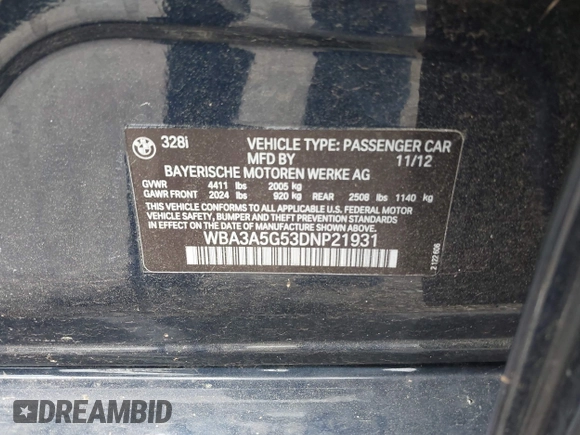 328i VEHICLE TYPE: PASSENGER CAR
MFD BY 11/12
BAYERISCHE MOTOREN WERKE AG
GVWR 4411 lbs 2005 kg
GAWR FRONT 2024 lbs 920 kg REAR 2508 lbs 1140 kg
THIS VEHICLE CONFORMS TO ALL APPLICABLE U.S. FEDERAL MOTOR
VEHICLE SAFETY, BUMPER AND THEFT PREVENTION STANDARDS
IN EFFECT ON THE DATE OF MANUFACTURE SHOWN ABOVE.
WBA3A5G53DNP21931
DREAMBID